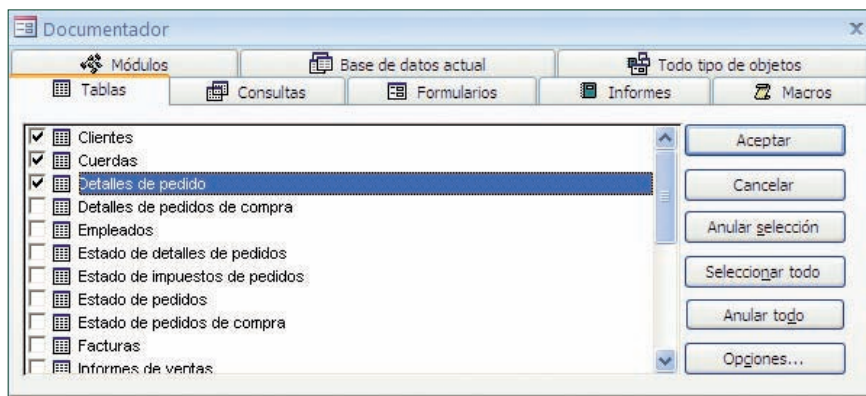 Documentador
Módulos
Base de datos actual
Todo tipo de objetos
Tablas
Consultas
Formularios
Informes
Macros
Clientes
Cuerdas
Detalles de pedido
Detalles de pedidos de compra
Empleados
Estado de detalles de pedidos
Estado de impuestos de pedidos
Estado de pedidos
Estado de pedidos de compra
Facturas
Informes de ventas
Aceptar
Cancelar
Anular selección
Seleccionar todo
Anular todo
Opciones...